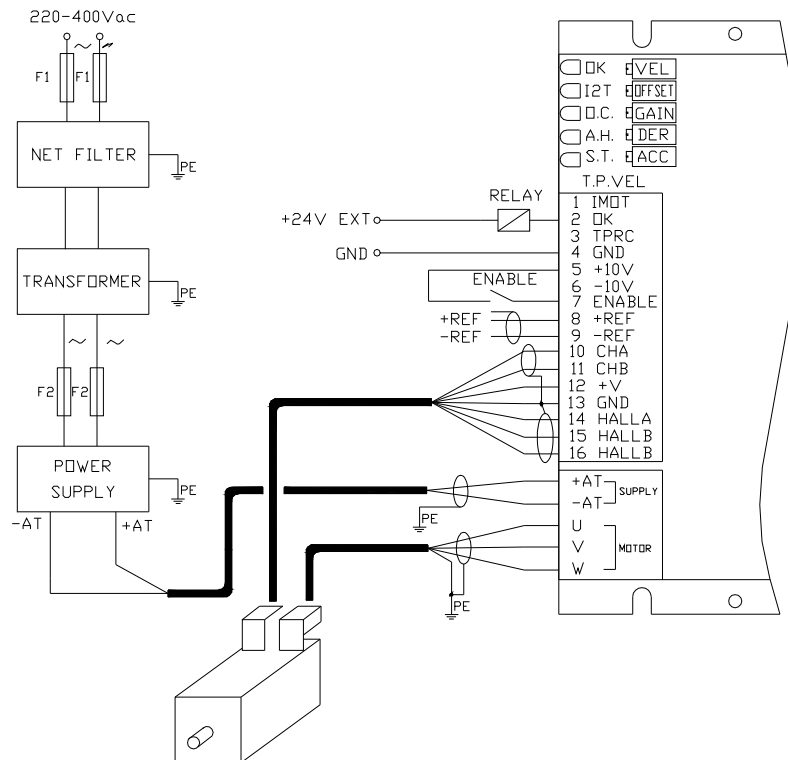 220-400Vac
F1 F1
NET FILTER
PE
TRANSFORMER
PE
F2 F2
POWER
SUPPLY
PE
-AT +AT
OK VEL
I2T OFFSET
O.C. GAIN
A.H. DER
S.T. ACC
T.P.VEL
RELAY
+24V EXT
GND
ENABLE
+REF
-REF
1 IMOT
2 OK
3 TPRC
4 GND
5 +10V
6 -10V
7 ENABLE
8 +REF
9 -REF
10 CHA
11 CHB
12 +V
13 GND
14 HALLA
15 HALLB
16 HALLB
+AT
-AT
SUPPLY
PE
U
V
W
MOTOR
PE